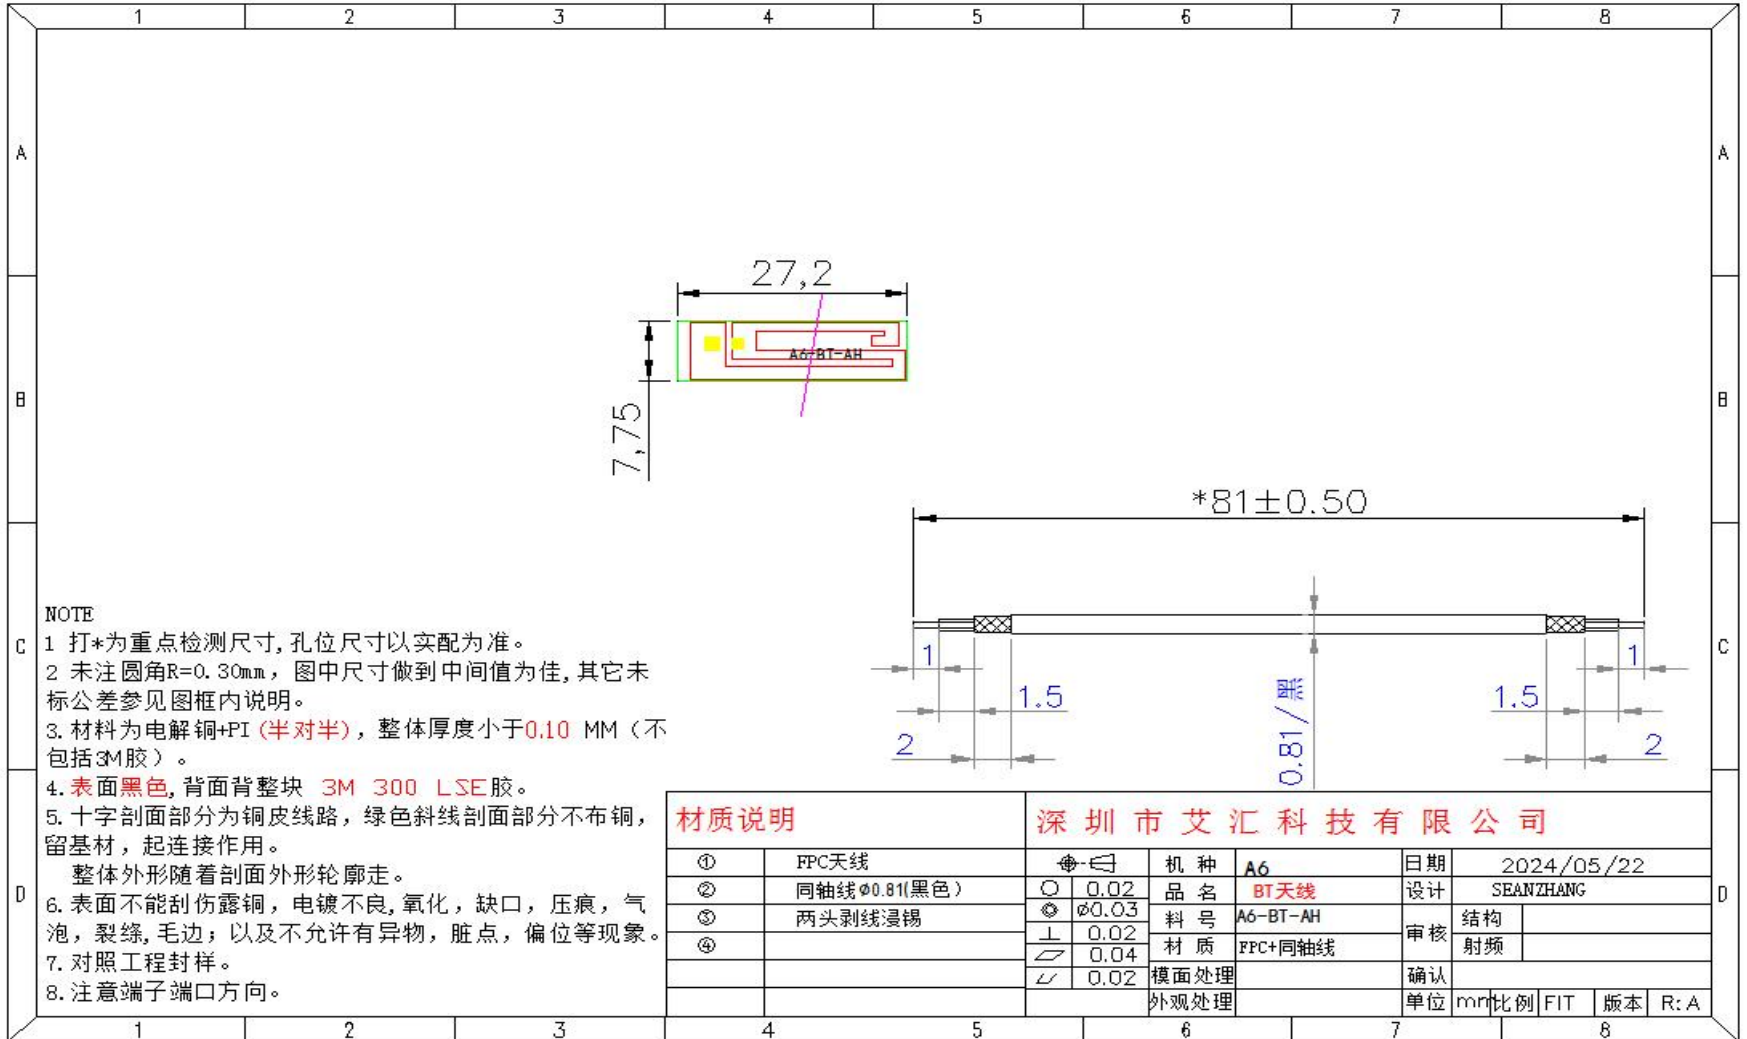 1 2 3 4 5 6 7 8
A A
27,2
A6-BT-AH
7,75
B B
*81±0.50
1 1
1.5 1.5
2 2
0.81/黑
C C
NOTE
1 打*为重点检测尺寸,孔位尺寸以实配为准。
2 未注圆角R=0.30mm，图中尺寸做到中间值为佳,其它未
标公差参见图框内说明。
3.材料为电解铜+PI(半对半)，整体厚度小于0.10 MM（不
包括3M胶）。
4.表面黑色,背面背整块 3M 300 LSE胶。
5.十字剖面部分为铜皮线路，绿色斜线剖面部分不布铜，
留基材，起连接作用。
整体外形随着剖面外形轮廓走。
6.表面不能刮伤露铜，电镀不良,氧化，缺口，压痕，气
泡，裂绦,毛边；以及不允许有异物，脏点，偏位等现象。
7.对照工程封样。
8.注意端子端口方向。
D D
材质说明
① FPC天线
② 同轴线Ø0.81(黑色）
③ 两头剥线浸锡
④
深圳市艾汇科技有限公司
机种 A6 日期 2024/05/22
0.02 品名 BT天线 设计 SEANZHANG
Ø0.03 料号 A6-BT-AH 审核 结构
0.02 材质 FPC+同轴线 射频
0.04 模面处理 确认
0.02 外观处理 单位 mm 比例 FIT 版本 R:A
1 2 3 4 5 6 7 8